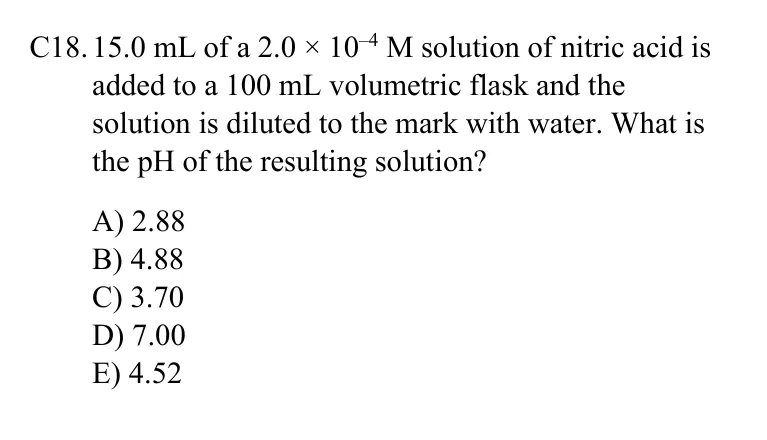 C18. 15.0 mL of a 2.0 × 10⁻⁴ M solution of nitric acid is
added to a 100 mL volumetric flask and the
solution is diluted to the mark with water. What is
the pH of the resulting solution?
A) 2.88
B) 4.88
C) 3.70
D) 7.00
E) 4.52